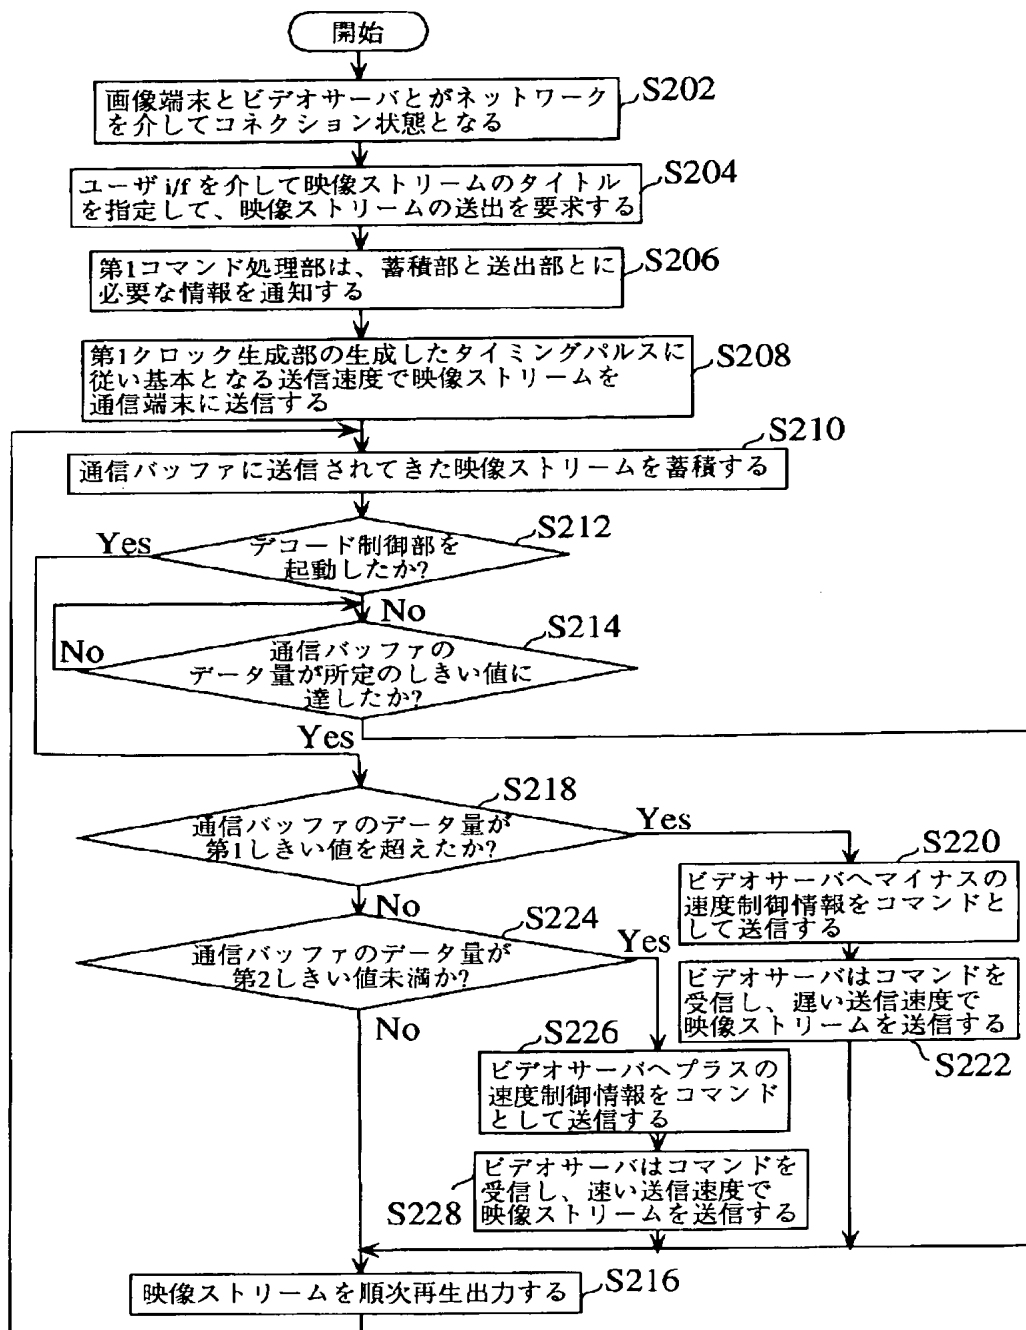 開始
画像端末とビデオサーバとがネットワーク
を介してコネクション状態となる
S202
ユーザ i/f を介して映像ストリームのタイトル
を指定して、映像ストリームの送出を要求する
S204
第1コマンド処理部は、蓄積部と送出部とに
必要な情報を通知する
S206
第1クロック生成部の生成したタイミングパルスに
従い基本となる送信速度で映像ストリームを
通信端末に送信する
S208
S210
通信バッファに送信されてきた映像ストリームを蓄積する
S212
Yes
デコード制御部を
起動したか?
No
S214
No
通信バッファの
データ量が所定のしきい値に
達したか?
Yes
S218
通信バッファのデータ量が
第1しきい値を超えたか?
Yes
No
S220
ビデオサーバへマイナスの
速度制御情報をコマンドと
して送信する
S224
通信バッファのデータ量が
第2しきい値未満か?
Yes
No
ビデオサーバはコマンドを
受信し、遅い送信速度で
映像ストリームを送信する
S222
S226
ビデオサーバへプラスの
速度制御情報をコマンド
として送信する
ビデオサーバはコマンドを
受信し、速い送信速度で
映像ストリームを送信する
S228
S216
映像ストリームを順次再生出力する